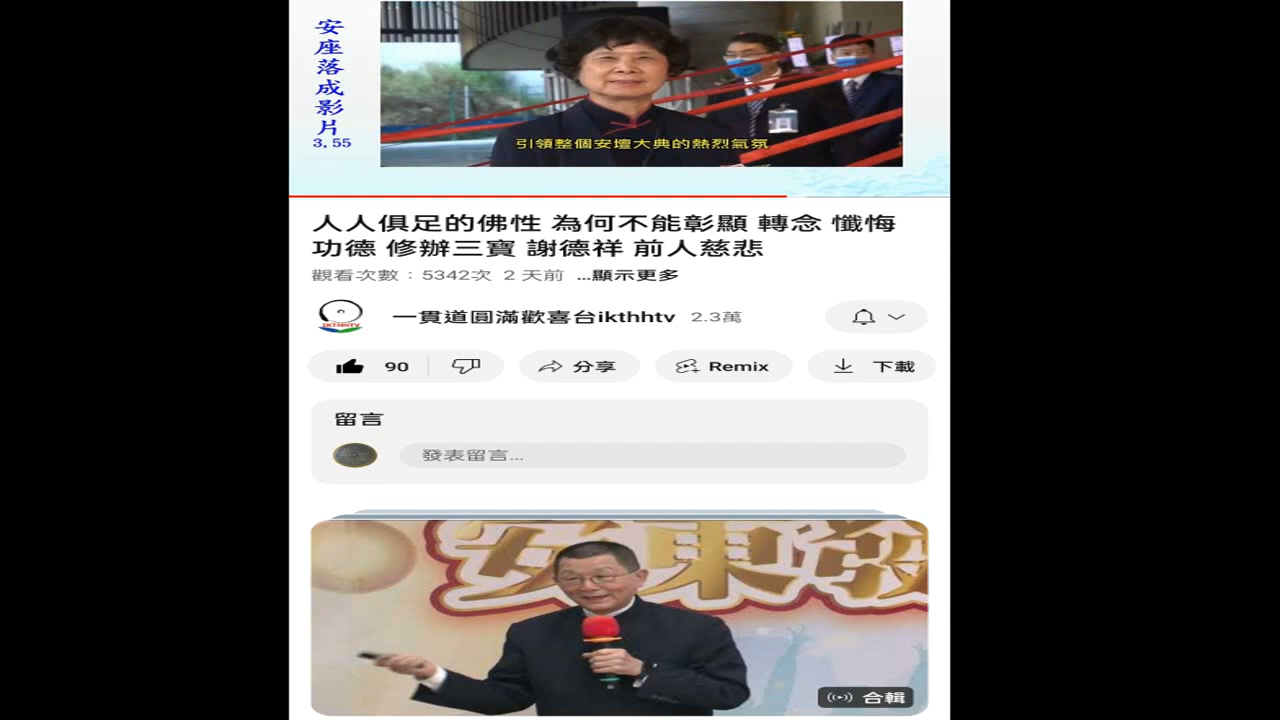 安座落成影片
3,55
引領整個安壇大典的熱烈氣氛
人人俱足的佛性 為何不能彰顯 轉念 懺悔
功德 修辦三寶 謝德祥 前人慈悲
觀看次數：5342次 2 天前 ...顯示更多
IKTHHTV
一貫道圓滿歡喜台ikthhtv 2.3萬
90 分享 Remix 下載
留言
發表留言...
合輯